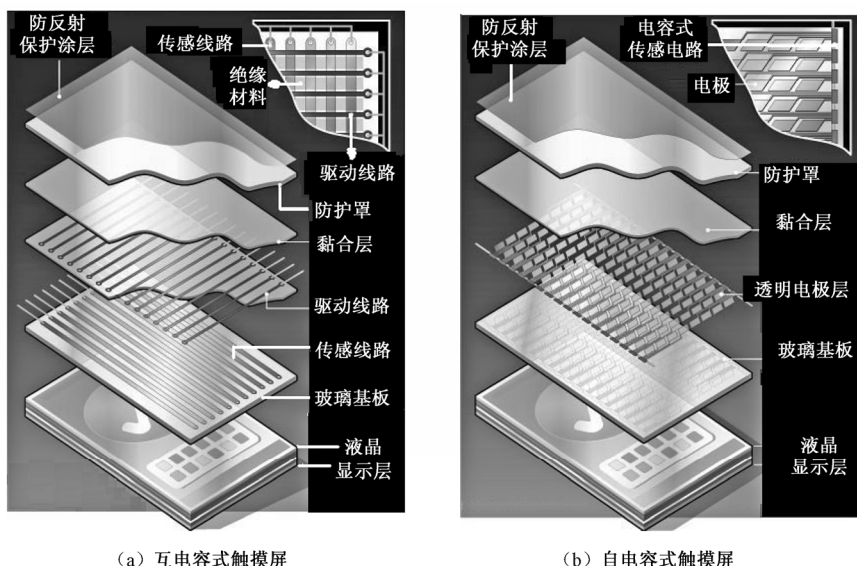 防反射
保护涂层
传感线路
绝缘
材料
驱动线路
防护罩
黏合层
驱动线路
传感线路
玻璃基板
液晶
显示层
(a) 互电容式触摸屏
防反射
保护涂层
电容式
传感电路
电极
防护罩
黏合层
透明电极层
玻璃基板
液晶
显示层
(b) 自电容式触摸屏